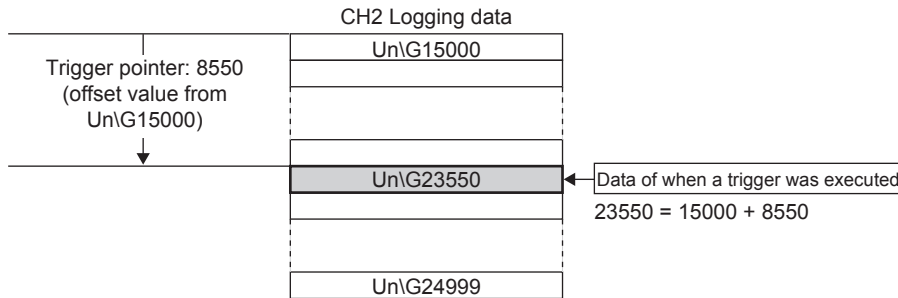 CH2 Logging data
Un\G15000
Trigger pointer: 8550
(offset value from
Un\G15000)
Un\G23550
Data of when a trigger was executed
23550 = 15000 + 8550
Un\G24999